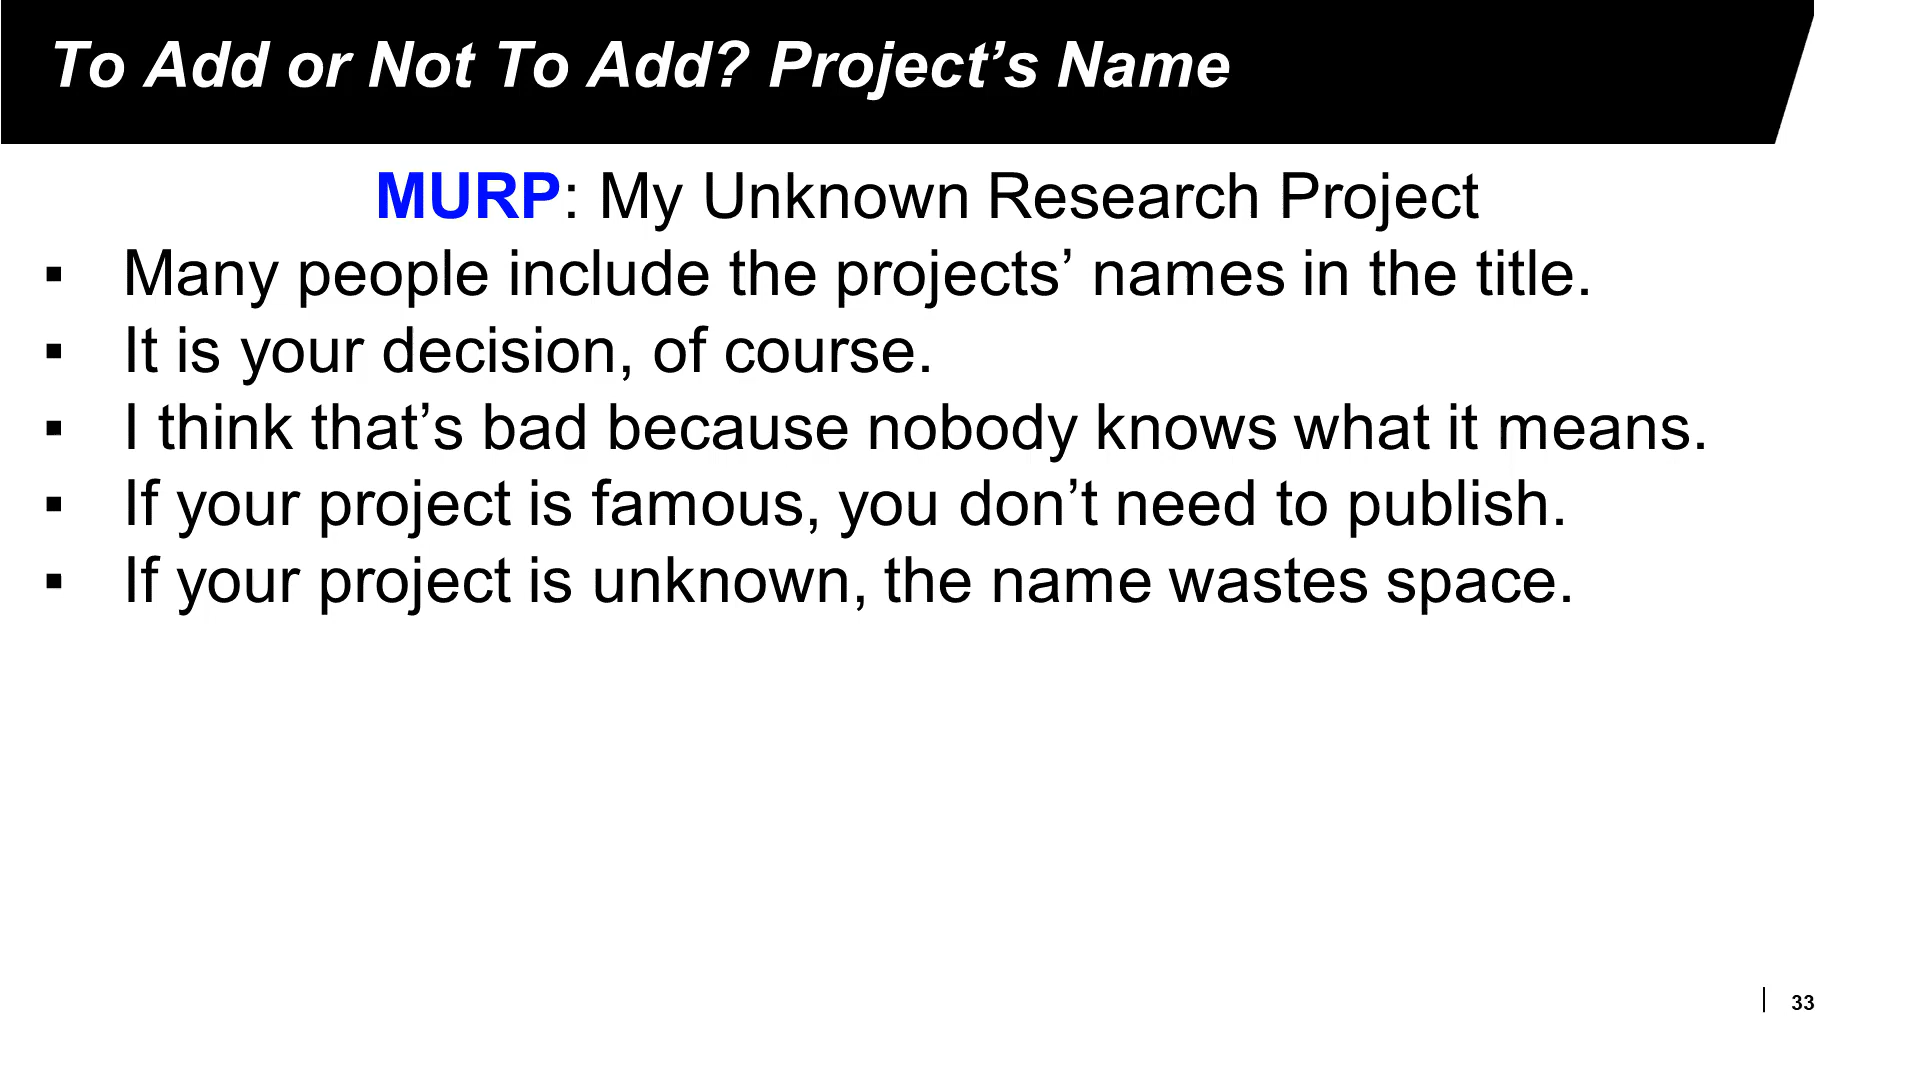 To Add or Not To Add? Project’s Name
MURP: My Unknown Research Project
▪ Many people include the projects’ names in the title.
▪ It is your decision, of course.
▪ I think that’s bad because nobody knows what it means.
▪ If your project is famous, you don’t need to publish.
▪ If your project is unknown, the name wastes space.
33